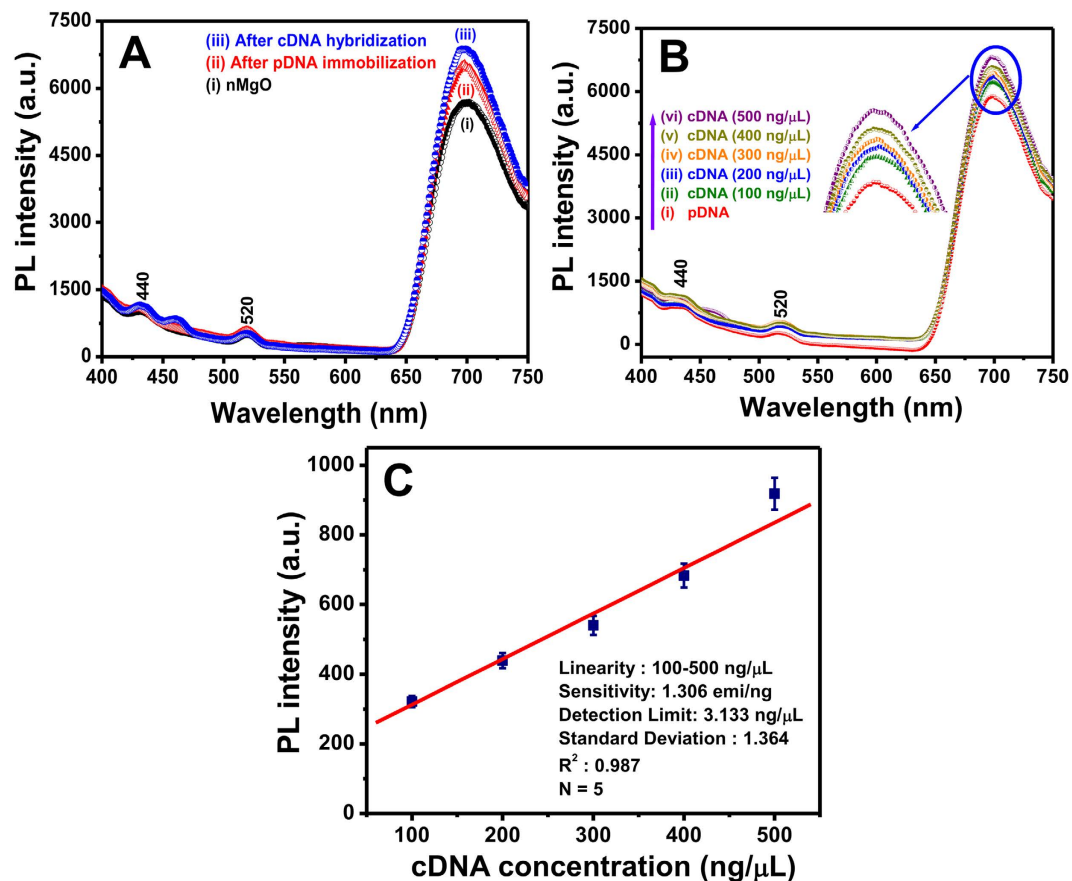 A
(iii) After cDNA hybridization
(ii) After pDNA immobilization
(i) nMgO
(iii)
(ii)
(i)
440
520
7500
6000
4500
3000
1500
0
PL intensity (a.u.)
400 450 500 550 600 650 700 750
Wavelength (nm)
B
(vi) cDNA (500 ng/µL)
(v) cDNA (400 ng/µL)
(iv) cDNA (300 ng/µL)
(iii) cDNA (200 ng/µL)
(ii) cDNA (100 ng/µL)
(i) pDNA
440
520
7500
6000
4500
3000
1500
0
PL intensity (a.u.)
400 450 500 550 600 650 700 750
Wavelength (nm)
C
1000
800
600
400
200
0
PL intensity (a.u.)
Linearity : 100-500 ng/µL
Sensitivity: 1.306 emi/ng
Detection Limit: 3.133 ng/µL
Standard Deviation : 1.364
R² : 0.987
N = 5
100 200 300 400 500
cDNA concentration (ng/µL)